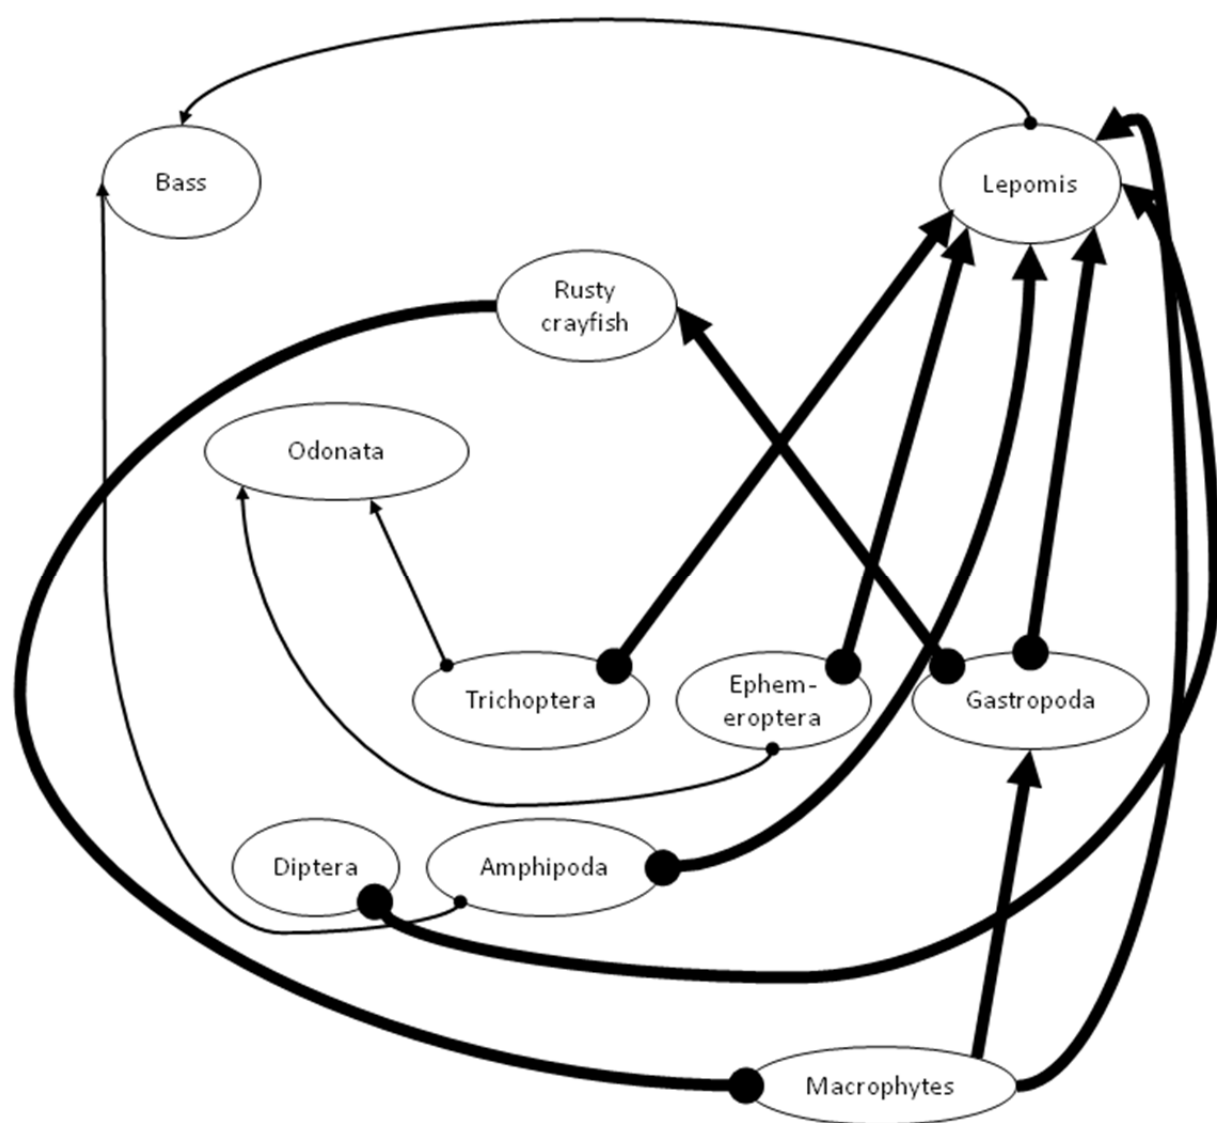 Bass
Lepomis
Rusty
crayfish
Odonata
Trichoptera
Ephem-
eroptera
Gastropoda
Diptera
Amphipoda
Macrophytes